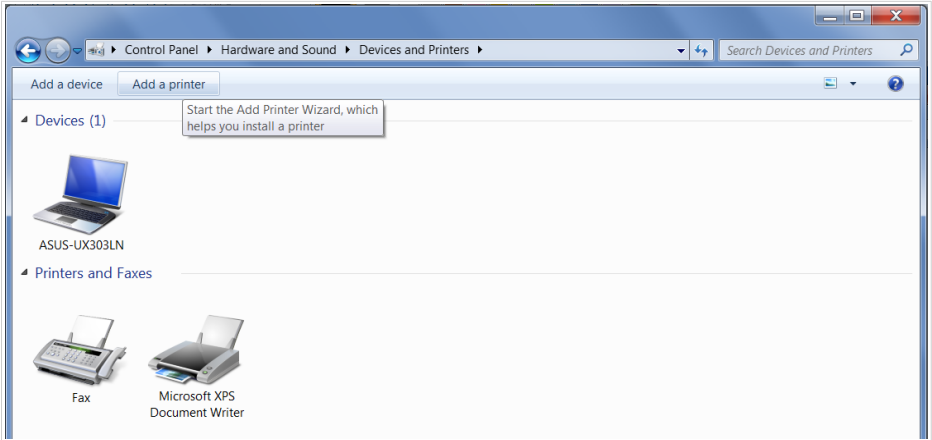 Control Panel Hardware and Sound Devices and Printers
Search Devices and Printers
Add a device
Add a printer
Start the Add Printer Wizard, which
helps you install a printer
Devices (1)
ASUS-UX303LN
Printers and Faxes
Fax
Microsoft XPS
Document Writer